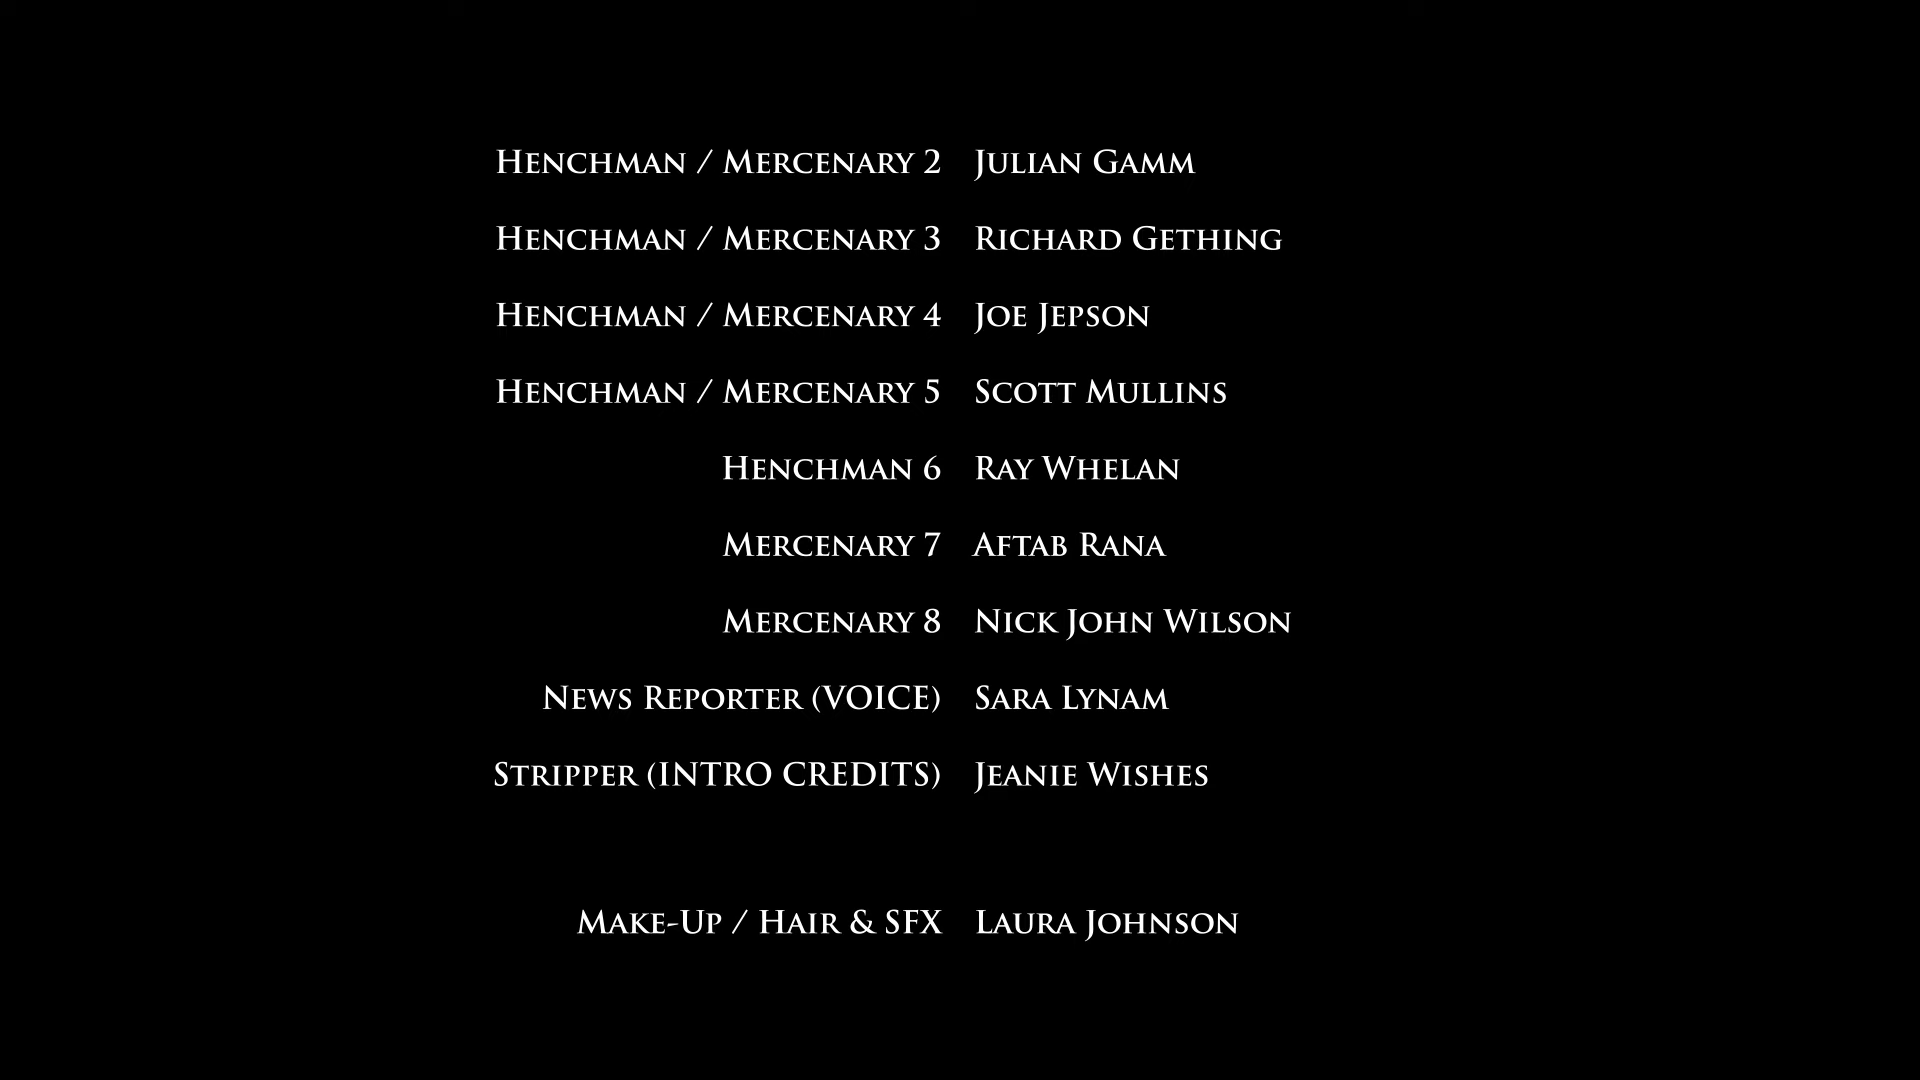 Henchman / Mercenary 2 Julian Gamm
Henchman / Mercenary 3 Richard Gething
Henchman / Mercenary 4 Joe Jepson
Henchman / Mercenary 5 Scott Mullins
Henchman 6 Ray Whelan
Mercenary 7 Aftab Rana
Mercenary 8 Nick John Wilson
News Reporter (VOICE) Sara Lynam
Stripper (INTRO CREDITS) Jeanie Wishes
Make-Up / Hair & SFX Laura Johnson